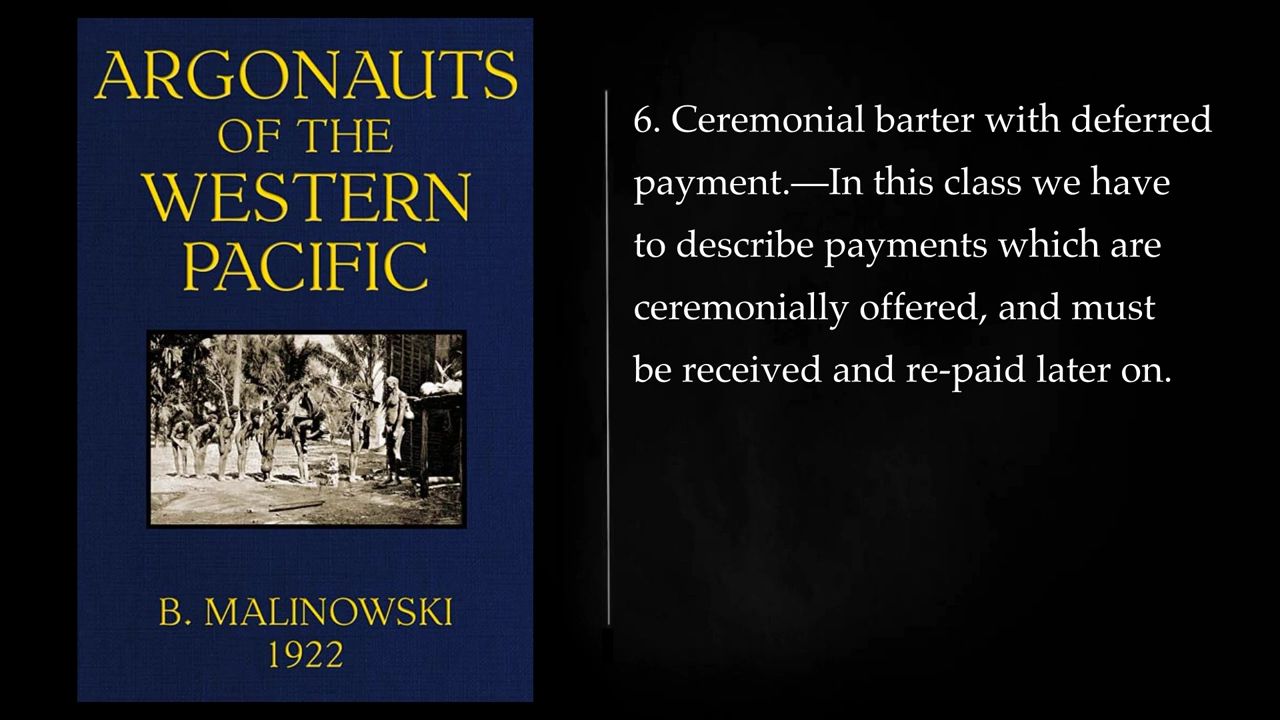 ARGONAUTS
OF THE
WESTERN
PACIFIC
B. MALINOWSKI
1922
6. Ceremonial barter with deferred
payment.—In this class we have
to describe payments which are
ceremonially offered, and must
be received and re-paid later on.